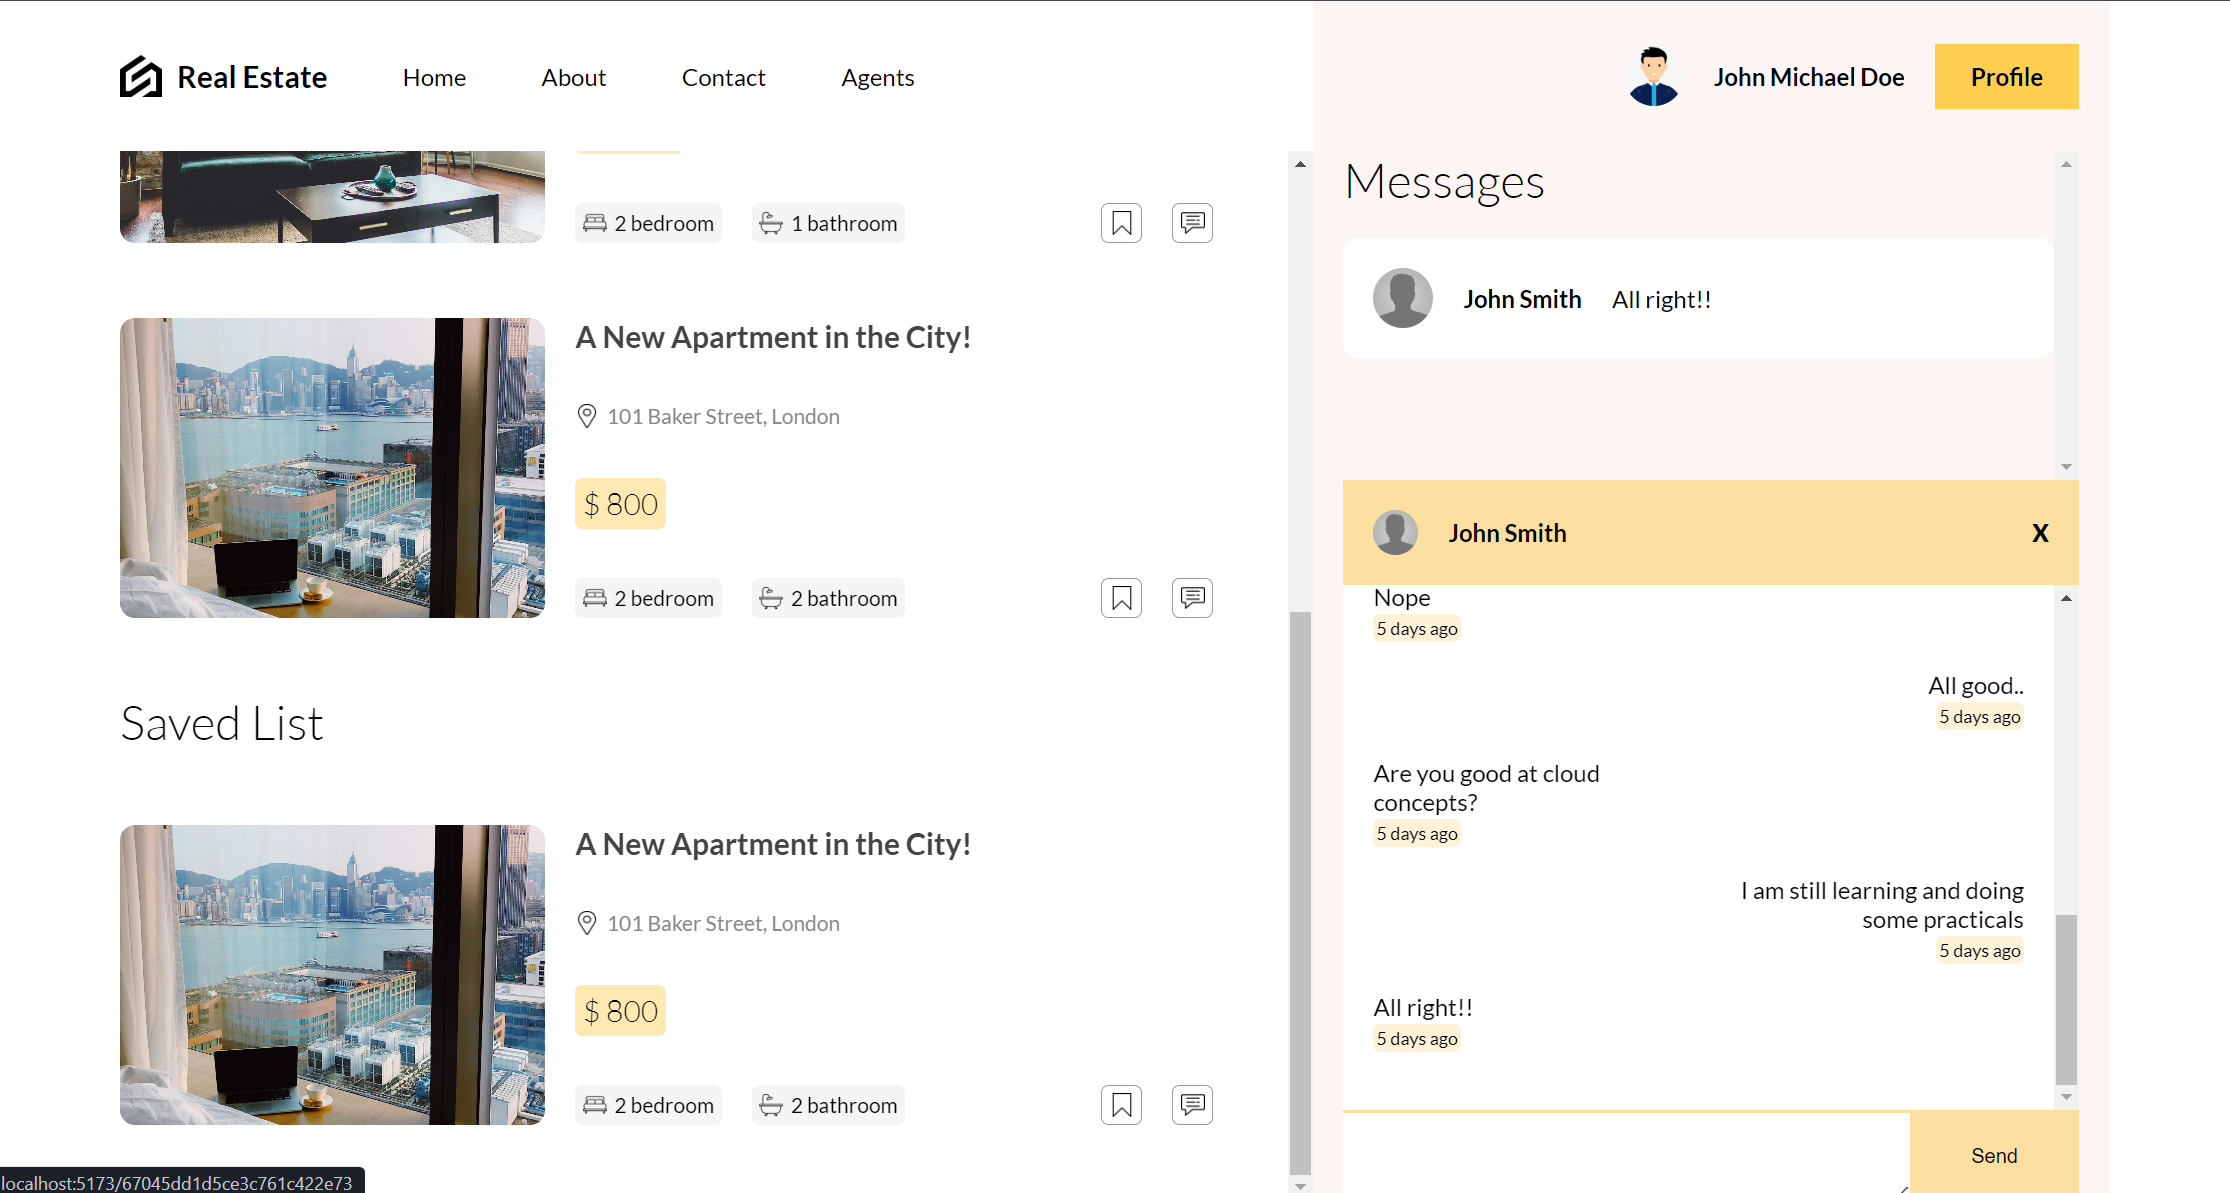 Real Estate
Home
About
Contact
Agents
John Michael Doe
Profile
2 bedroom
1 bathroom
A New Apartment in the City!
101 Baker Street, London
$ 800
2 bedroom
2 bathroom
Saved List
A New Apartment in the City!
101 Baker Street, London
$ 800
2 bedroom
2 bathroom
localhost:5173/67045dd1d5ce3c761c422e73
Messages
John Smith
All right!!
John Smith
X
Nope
5 days ago
All good..
5 days ago
Are you good at cloud
concepts?
5 days ago
I am still learning and doing
some practicals
5 days ago
All right!!
5 days ago
Send